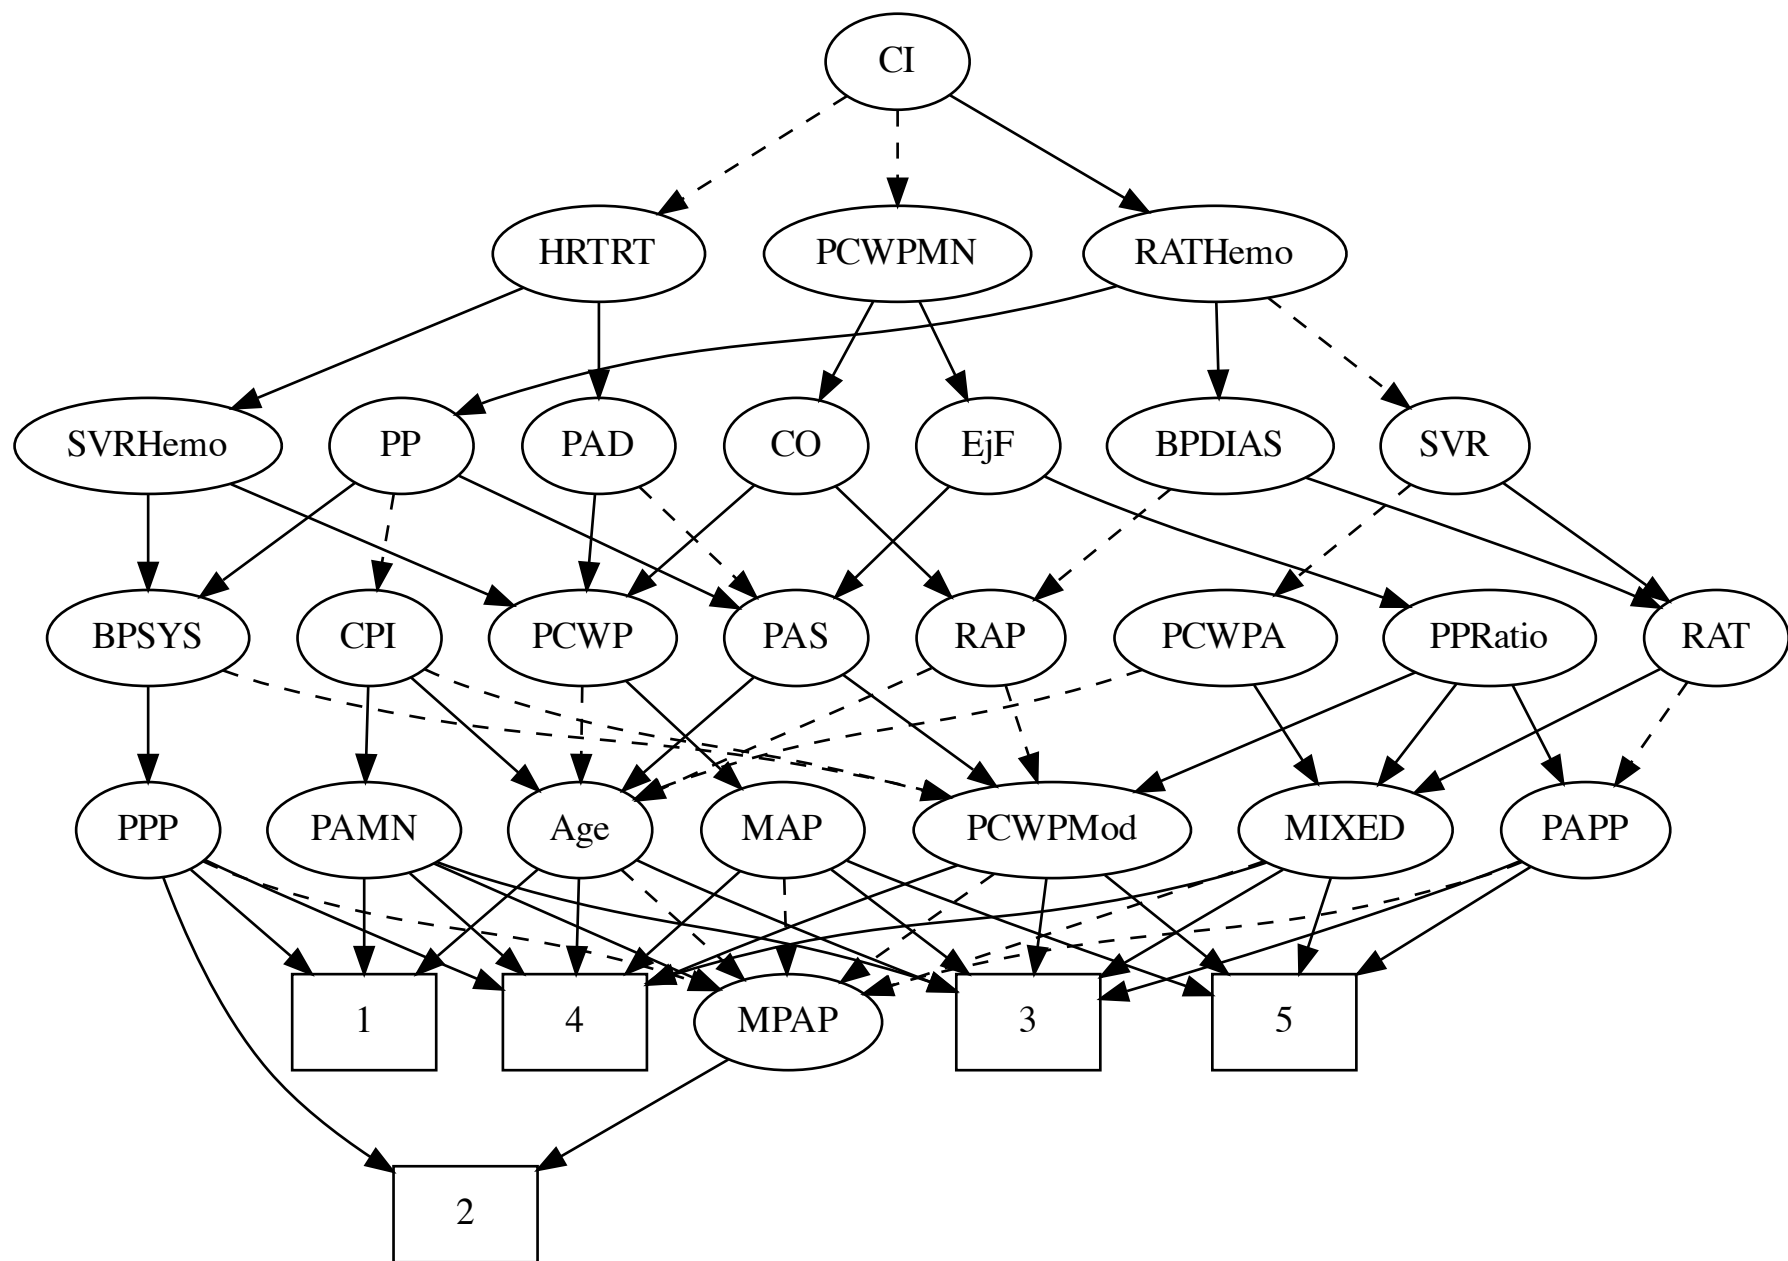 CI
HRTRT
PCWPMN
RATHemo
SVRHemo
PP
PAD
CO
EjF
BPDIAS
SVR
BPSYS
CPI
PCWP
PAS
RAP
PCWPA
PPRatio
RAT
PPP
PAMN
Age
MAP
PCWPMod
MIXED
PAPP
1
4
MPAP
3
5
2